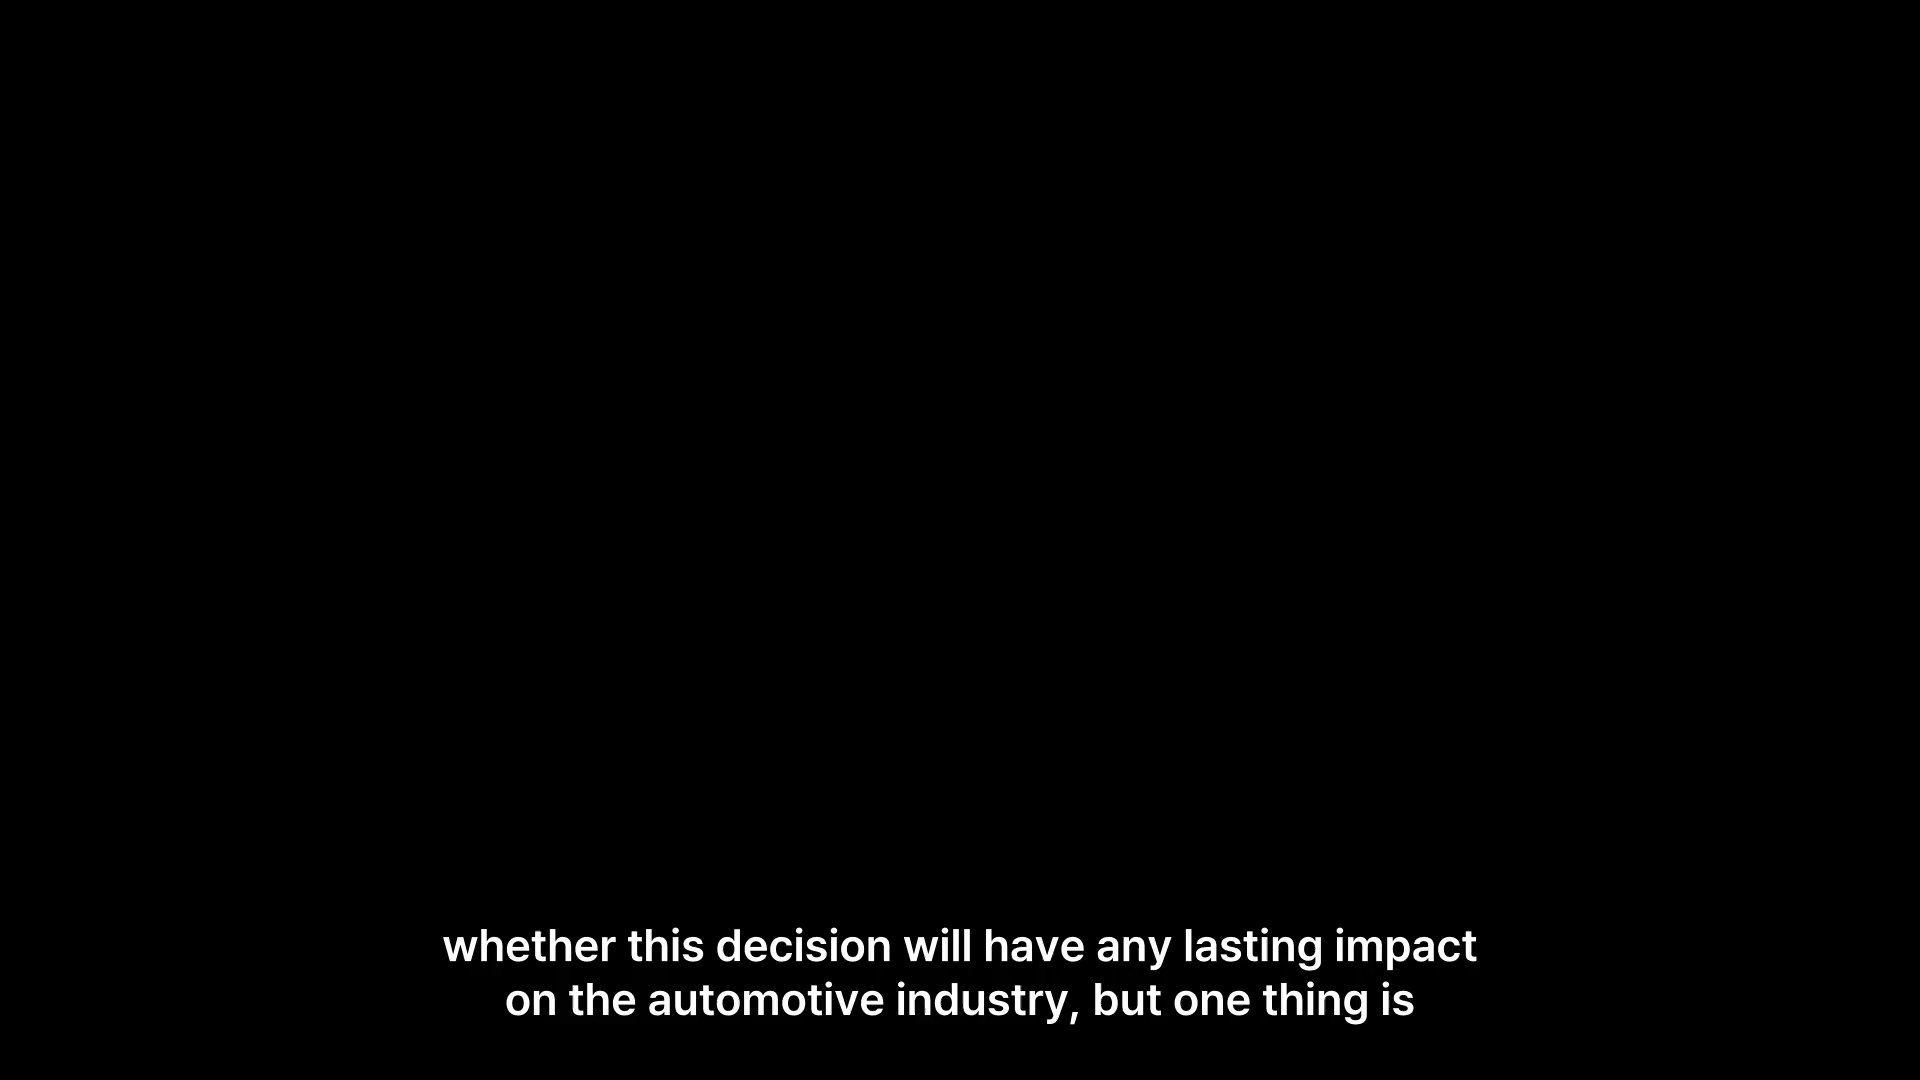 whether this decision will have any lasting impact
on the automotive industry, but one thing is